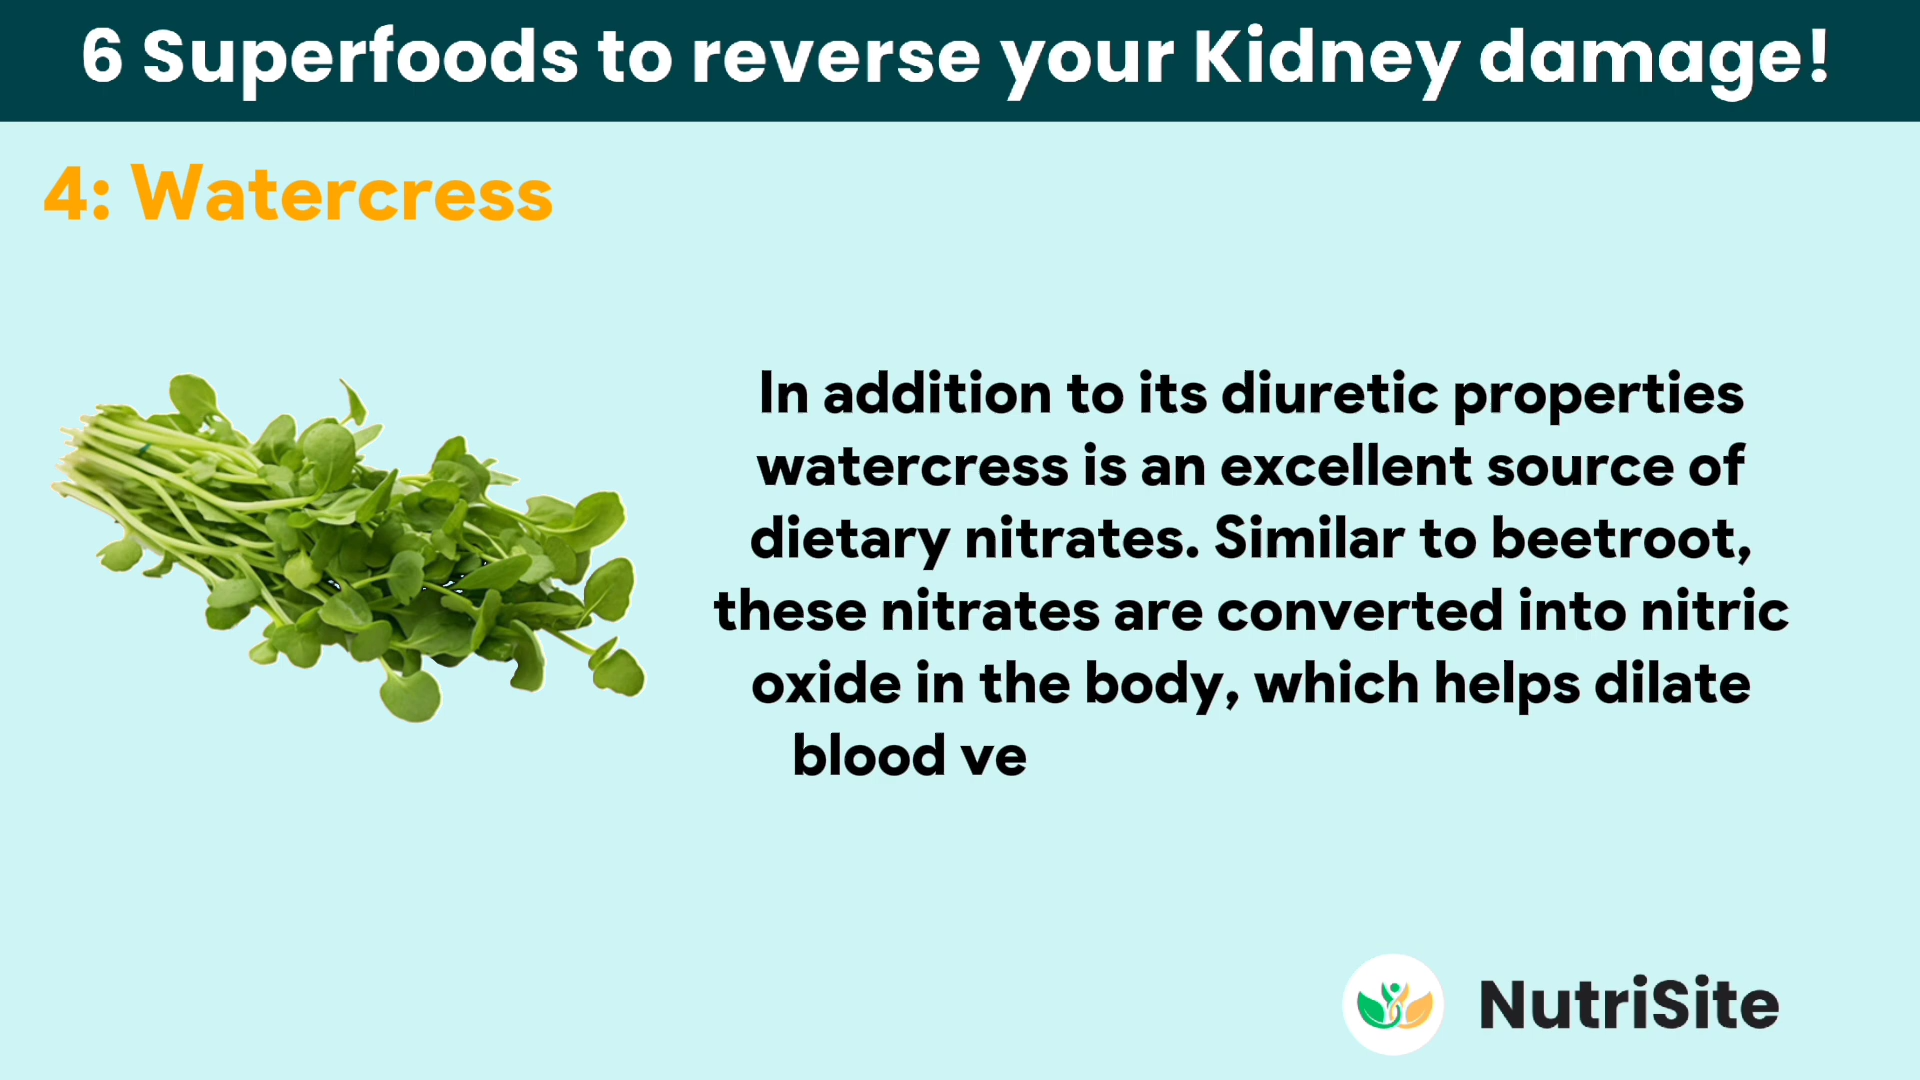 6 Superfoods to reverse your Kidney damage!
4: Watercress
In addition to its diuretic properties
watercress is an excellent source of
dietary nitrates. Similar to beetroot,
these nitrates are converted into nitric
oxide in the body, which helps dilate
blood ve
NutriSite